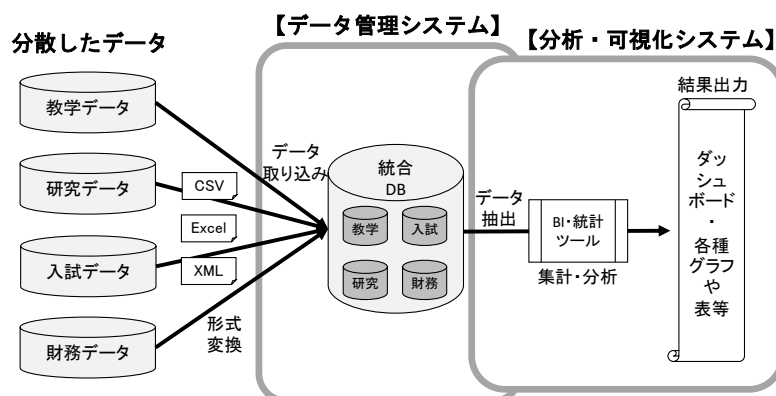 分散したデータ
【データ管理システム】
【分析・可視化システム】
教学データ
研究データ
入試データ
財務データ
CSV
Excel
XML
データ
取り込み
形式
変換
統合
DB
教学
入試
研究
財務
データ
抽出
BI・統計
ツール
集計・分析
結果出力
ダッ
シュ
ボード
・
各種
グラフ
や
表等